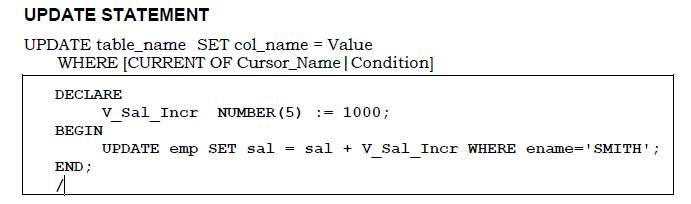 UPDATE STATEMENT
UPDATE table_name SET col_name = Value
WHERE [CURRENT OF Cursor_Name|Condition]
DECLARE
V_Sal_Incr NUMBER(5) := 1000;
BEGIN
UPDATE emp SET sal = sal + V_Sal_Incr WHERE ename='SMITH';
END;
/